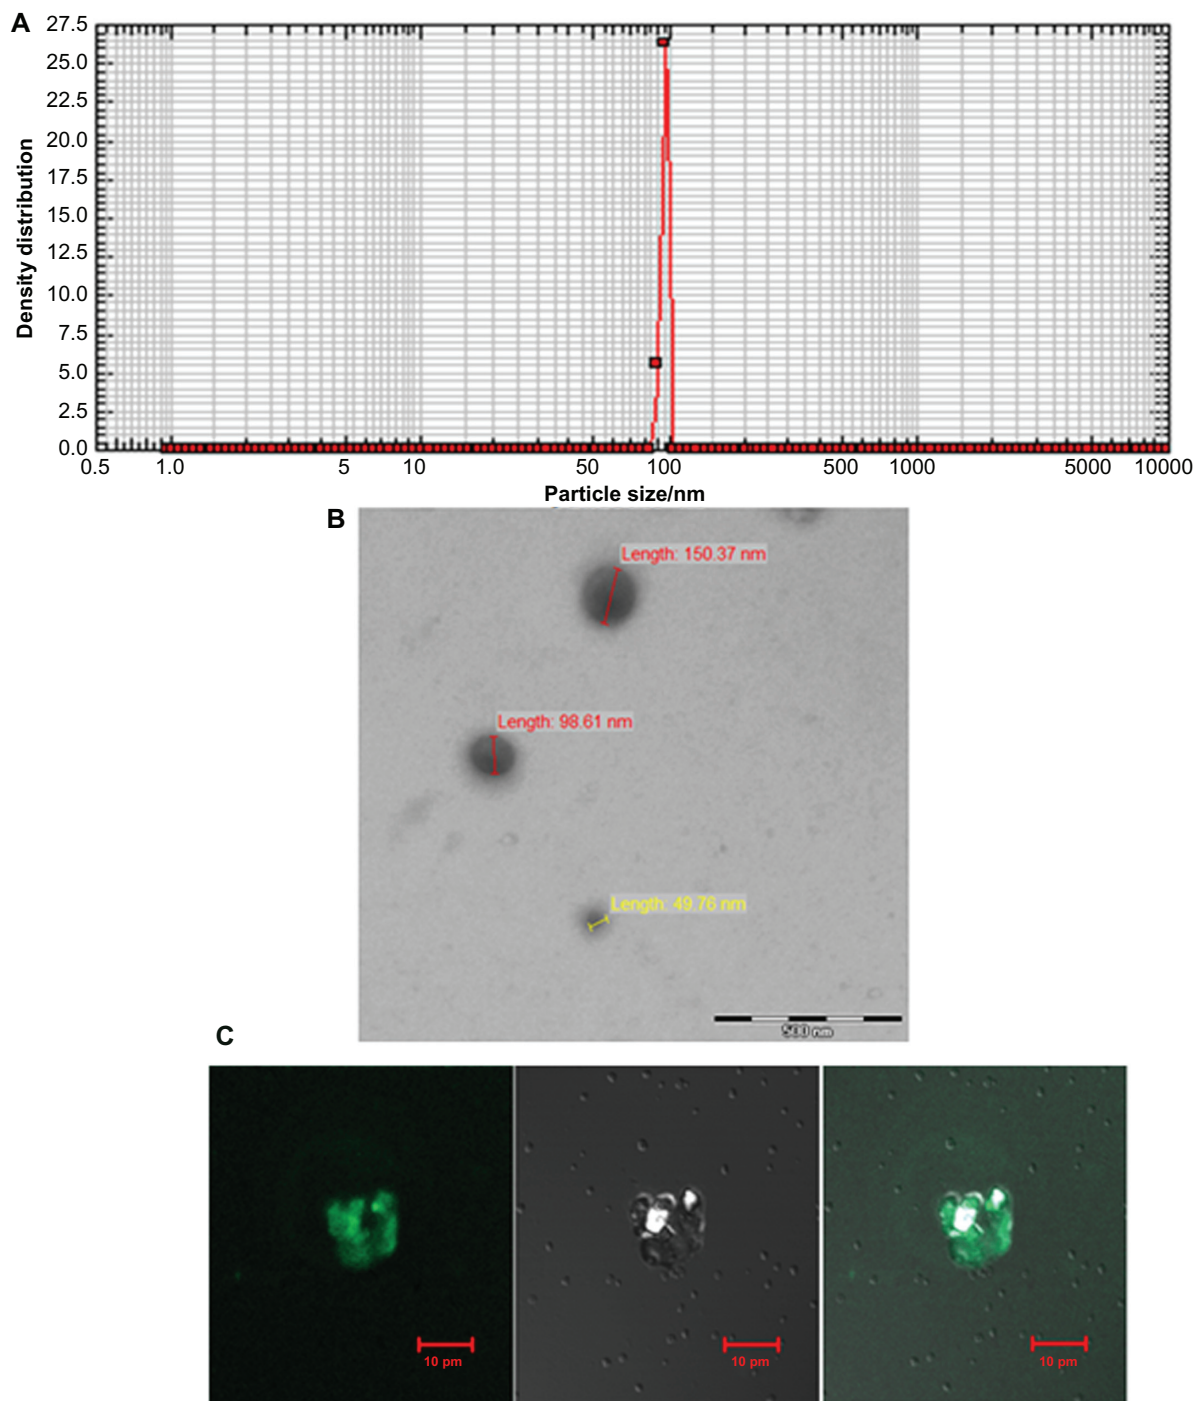 A
27.5
25.0
22.5
20.0
17.5
15.0
12.5
10.0
7.5
5.0
2.5
0.0
Density distribution
0.5 1.0 5 10 50 100 500 1000 5000 10000
Particle size/nm
B
Length: 150.37 nm
Length: 98.61 nm
Length: 49.76 nm
500 nm
C
10 pm 10 pm 10 pm